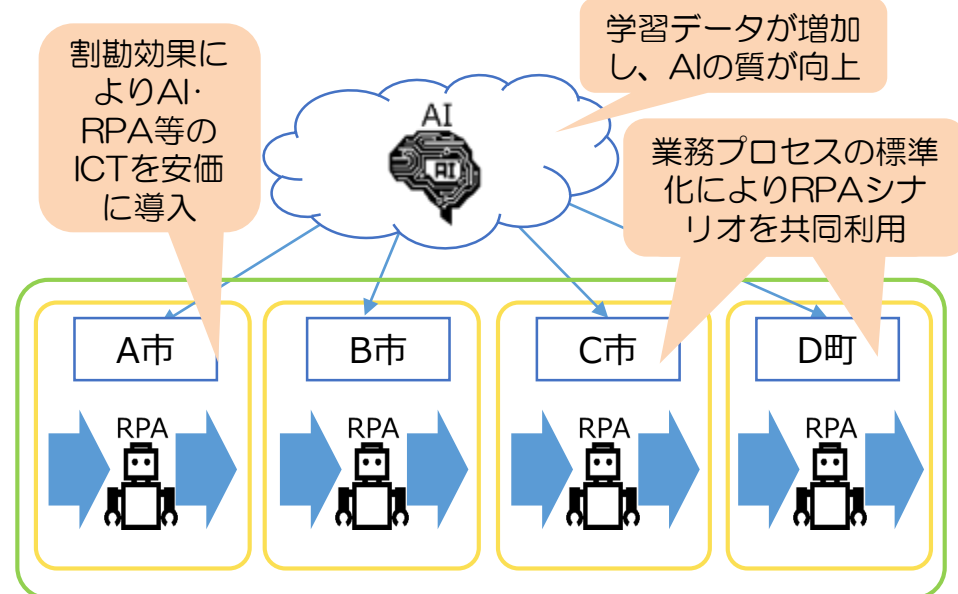 割勘効果に
よりAI・
RPA等の
ICTを安価
に導入
学習データが増加
し、AIの質が向上
業務プロセスの標準
化によりRPAシナ
リオを共同利用
AI
AI
A市
B市
C市
D町
RPA
RPA
RPA
RPA